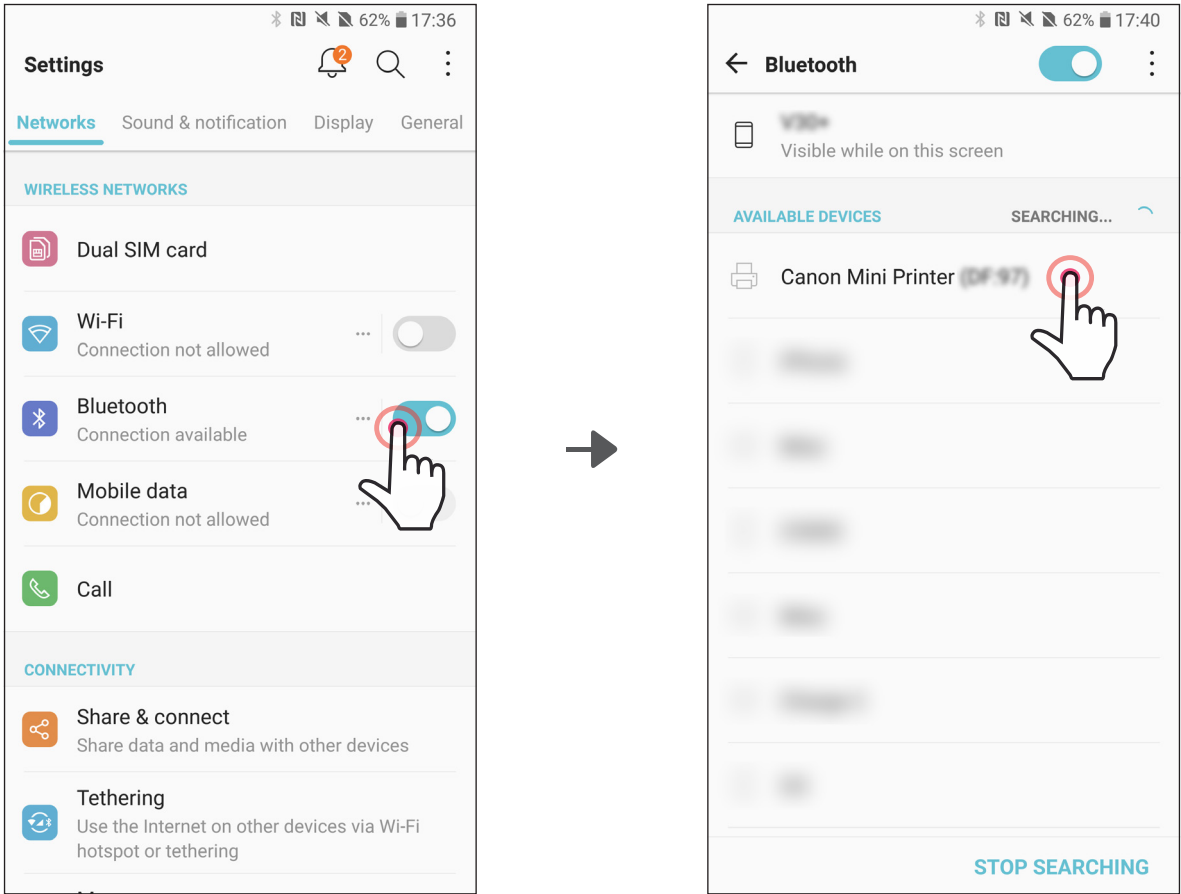 62% 17:36
Settings
2
Networks Sound & notification Display General
WIRELESS NETWORKS
Dual SIM card
Wi-Fi
Connection not allowed
Bluetooth
Connection available
Mobile data
Connection not allowed
Call
CONNECTIVITY
Share & connect
Share data and media with other devices
Tethering
Use the Internet on other devices via Wi-Fi
hotspot or tethering
62% 17:40
Bluetooth
Visible while on this screen
AVAILABLE DEVICES SEARCHING...
Canon Mini Printer
STOP SEARCHING